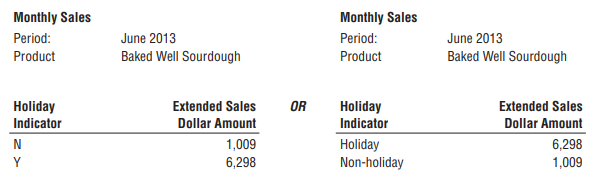 Monthly Sales
Period: June 2013
Product Baked Well Sourdough
Holiday Indicator Extended Sales Dollar Amount
N 1,009
Y 6,298
OR
Monthly Sales
Period: June 2013
Product Baked Well Sourdough
Holiday Indicator Extended Sales Dollar Amount
Holiday 6,298
Non-holiday 1,009